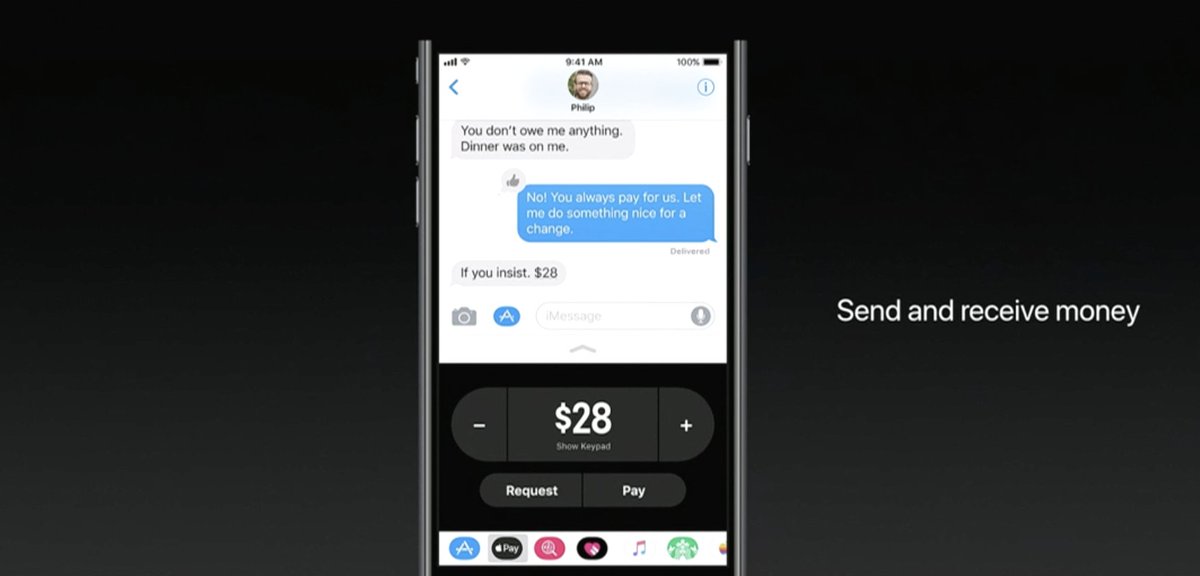 9:41 AM
100%
Philip
You don't owe me anything.
Dinner was on me.
No! You always pay for us. Let
me do something nice for a
change.
Delivered
If you insist. $28
iMessage
Send and receive money
−
$28
+
Show Keypad
Request
Pay
Pay